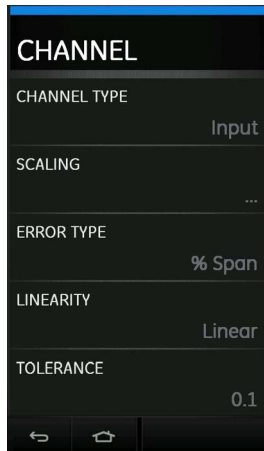 CHANNEL
CHANNEL TYPE
Input
SCALING
...
ERROR TYPE
% Span
LINEARITY
Linear
TOLERANCE
0.1